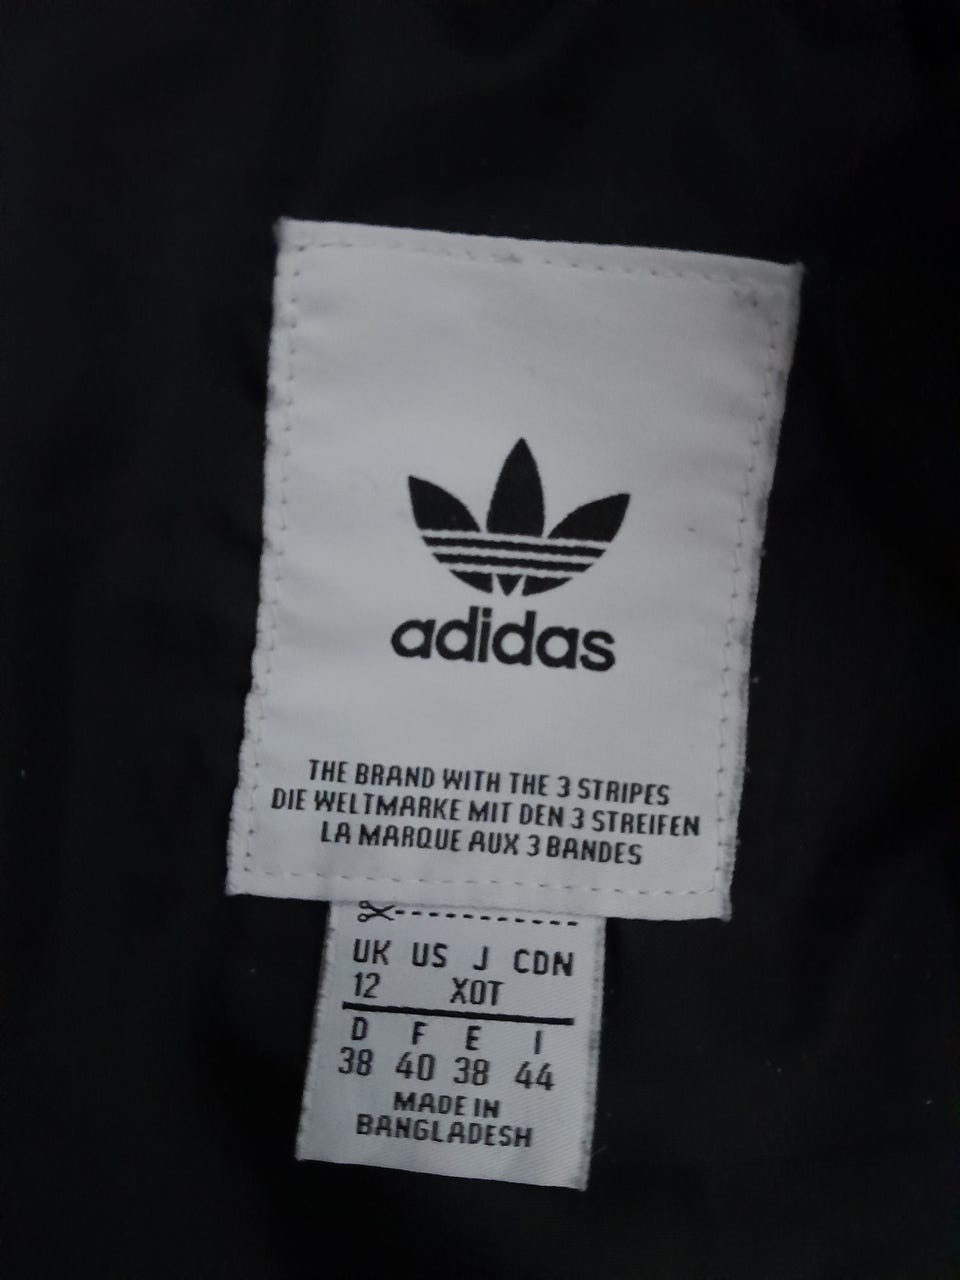 adidas
THE BRAND WITH THE 3 STRIPES
DIE WELTMARKE MIT DEN 3 STREIFEN
LA MARQUE AUX 3 BANDES
UK US J CDN
12 XOT
D F E I
38 40 38 44
MADE IN
BANGLADESH